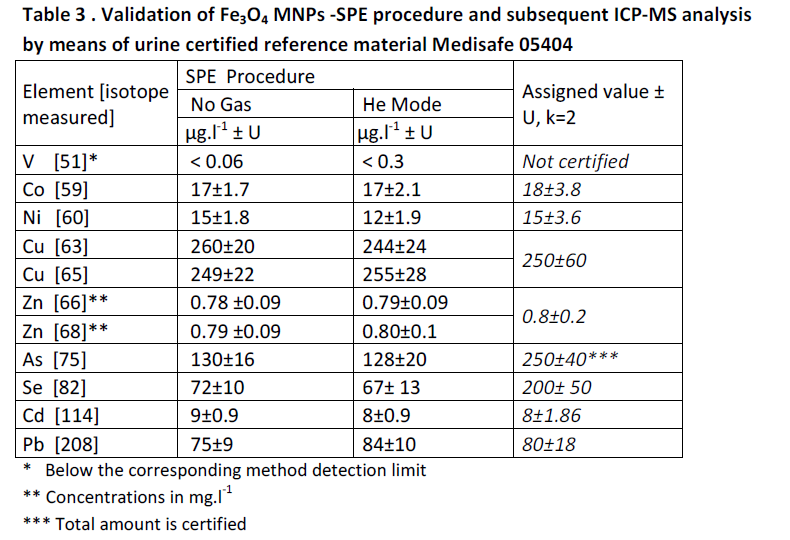 Table 3 . Validation of Fe₃O₄ MNPs -SPE procedure and subsequent ICP-MS analysis
by means of urine certified reference material Medisafe 05404
Element [isotope measured] SPE Procedure Assigned value ± U, k=2
No Gas He Mode
µg.l⁻¹ ± U µg.l⁻¹ ± U
V [51]* < 0.06 < 0.3 Not certified
Co [59] 17±1.7 17±2.1 18±3.8
Ni [60] 15±1.8 12±1.9 15±3.6
Cu [63] 260±20 244±24 250±60
Cu [65] 249±22 255±28
Zn [66]** 0.78 ±0.09 0.79±0.09 0.8±0.2
Zn [68]** 0.79 ±0.09 0.80±0.1
As [75] 130±16 128±20 250±40***
Se [82] 72±10 67± 13 200± 50
Cd [114] 9±0.9 8±0.9 8±1.86
Pb [208] 75±9 84±10 80±18
* Below the corresponding method detection limit
** Concentrations in mg.l⁻¹
*** Total amount is certified